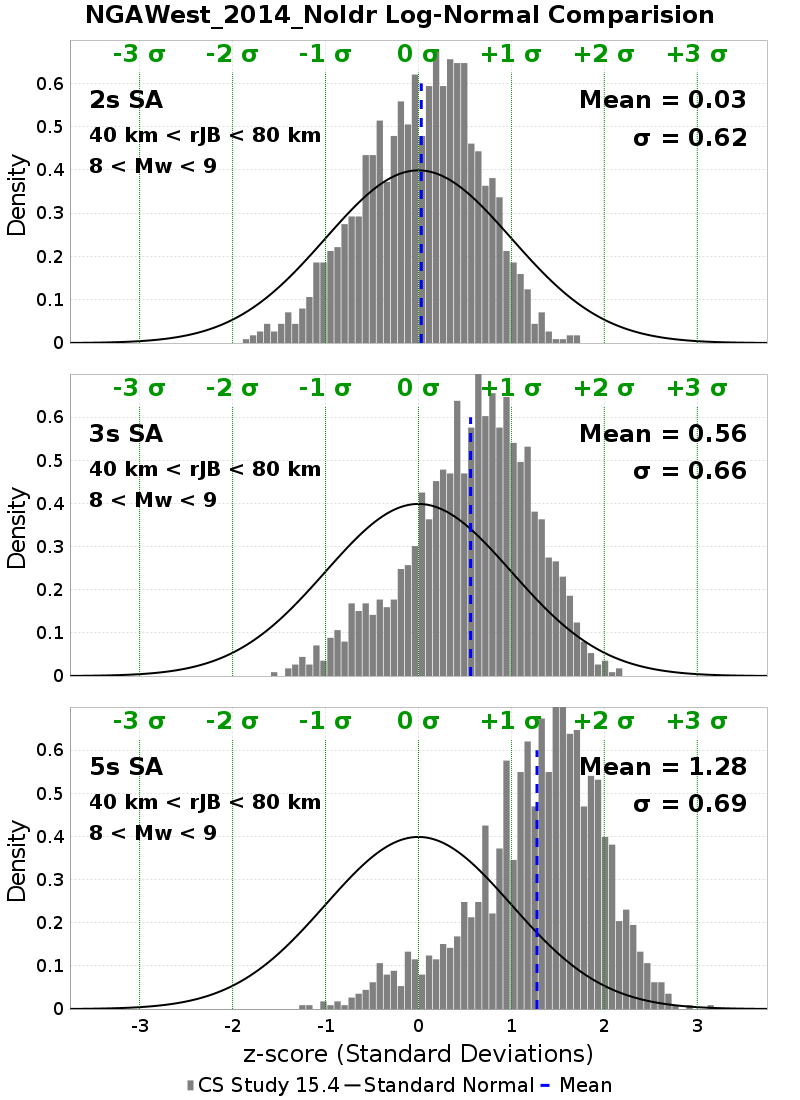 NGAWest_2014_NoIdr Log-Normal Comparision
-3 σ -2 σ -1 σ 0 σ +1 σ +2 σ +3 σ
0.6
2s SA Mean = 0.03
0.5
40 km < rJB < 80 km σ = 0.62
0.4
8 < Mw < 9
0.3
0.2
0.1
0
Density
-3 σ -2 σ -1 σ 0 σ +1 σ +2 σ +3 σ
0.6
3s SA Mean = 0.56
0.5
40 km < rJB < 80 km σ = 0.66
0.4
8 < Mw < 9
0.3
0.2
0.1
0
Density
-3 σ -2 σ -1 σ 0 σ +1 σ +2 σ +3 σ
0.6
5s SA Mean = 1.28
0.5
40 km < rJB < 80 km σ = 0.69
0.4
8 < Mw < 9
0.3
0.2
0.1
0
Density
-3 -2 -1 0 1 2 3
z-score (Standard Deviations)
CS Study 15.4 Standard Normal Mean